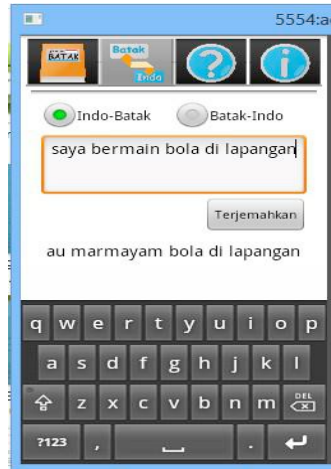 5554:a
BATAK
Batak
Indo
?
i
Indo-Batak
Batak-Indo
saya bermain bola di lapangan
Terjemahkan
au marmayam bola di lapangan
q w e r t y u i o p
a s d f g h j k l
z x c v b n m DEL
?123 , .